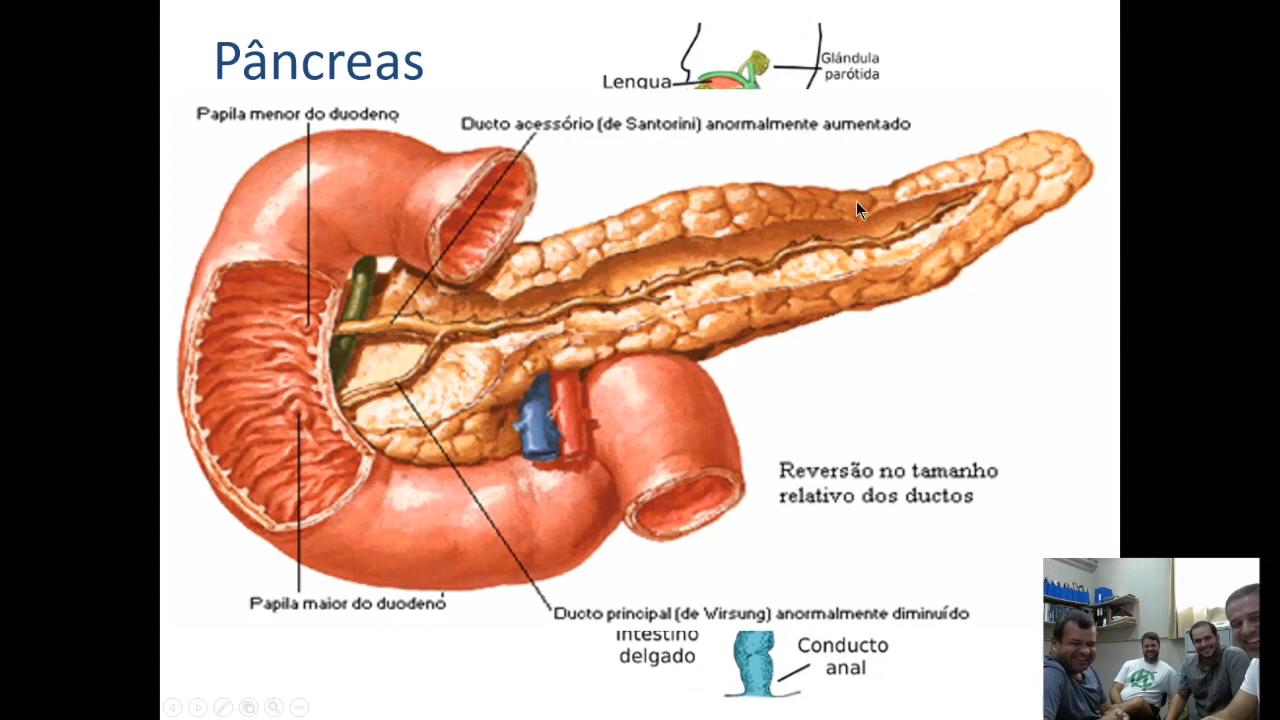 Pâncreas
Glándula
parótida
Lengua
Papila menor do duodeno
Ducto acessório (de Santorini) anormalmente aumentado
Reversão no tamanho
relativo dos ductos
Papila maior do duodeno
Ducto principal (de Wirsung) anormalmente diminuído
intestino
delgado
Conducto
anal